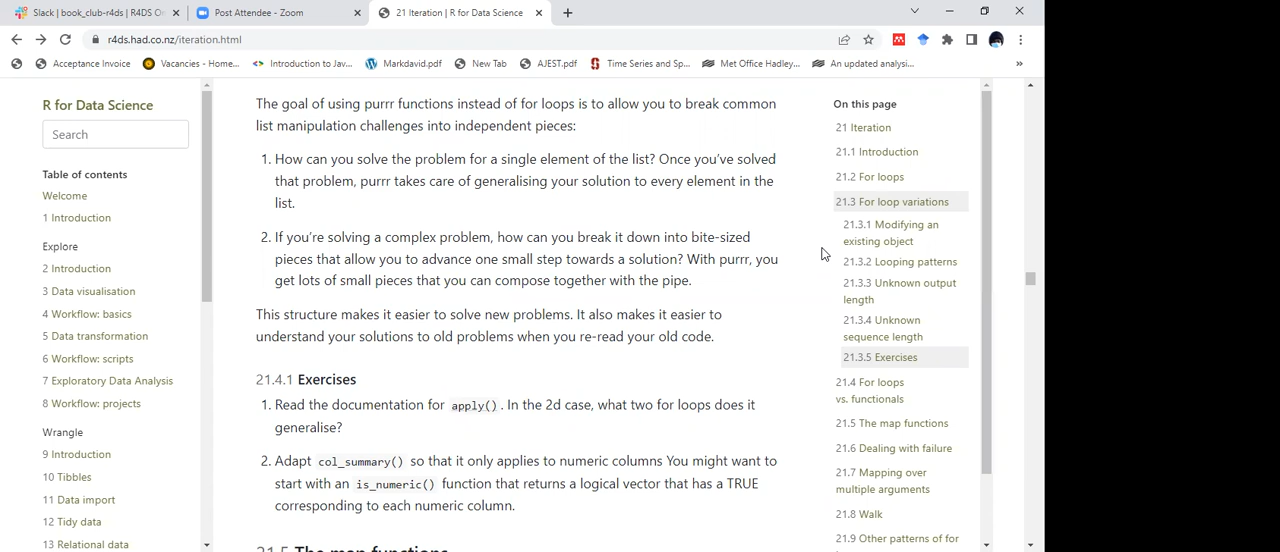 Slack | book_club-r4ds | R4DS On
Post Attendee - Zoom
21 Iteration | R for Data Science
r4ds.had.co.nz/iteration.html
Acceptance Invoice
Vacancies - Home...
Introduction to Jav...
Markdavid.pdf
New Tab
AJEST.pdf
Time Series and Sp...
Met Office Hadley...
An updated analysi...
»
R for Data Science
Search
Table of contents
Welcome
1 Introduction
Explore
2 Introduction
3 Data visualisation
4 Workflow: basics
5 Data transformation
6 Workflow: scripts
7 Exploratory Data Analysis
8 Workflow: projects
Wrangle
9 Introduction
10 Tibbles
11 Data import
12 Tidy data
13 Relational data
The goal of using purrr functions instead of for loops is to allow you to break common
list manipulation challenges into independent pieces:
1. How can you solve the problem for a single element of the list? Once you've solved
that problem, purrr takes care of generalising your solution to every element in the
list.
2. If you're solving a complex problem, how can you break it down into bite-sized
pieces that allow you to advance one small step towards a solution? With purrr, you
get lots of small pieces that you can compose together with the pipe.
This structure makes it easier to solve new problems. It also makes it easier to
understand your solutions to old problems when you re-read your old code.
21.4.1 Exercises
1. Read the documentation for apply(). In the 2d case, what two for loops does it
generalise?
2. Adapt col_summary() so that it only applies to numeric columns You might want to
start with an is_numeric() function that returns a logical vector that has a TRUE
corresponding to each numeric column.
21.5 The map functions
On this page
21 Iteration
21.1 Introduction
21.2 For loops
21.3 For loop variations
21.3.1 Modifying an
existing object
21.3.2 Looping patterns
21.3.3 Unknown output
length
21.3.4 Unknown
sequence length
21.3.5 Exercises
21.4 For loops
vs. functionals
21.5 The map functions
21.6 Dealing with failure
21.7 Mapping over
multiple arguments
21.8 Walk
21.9 Other patterns of for